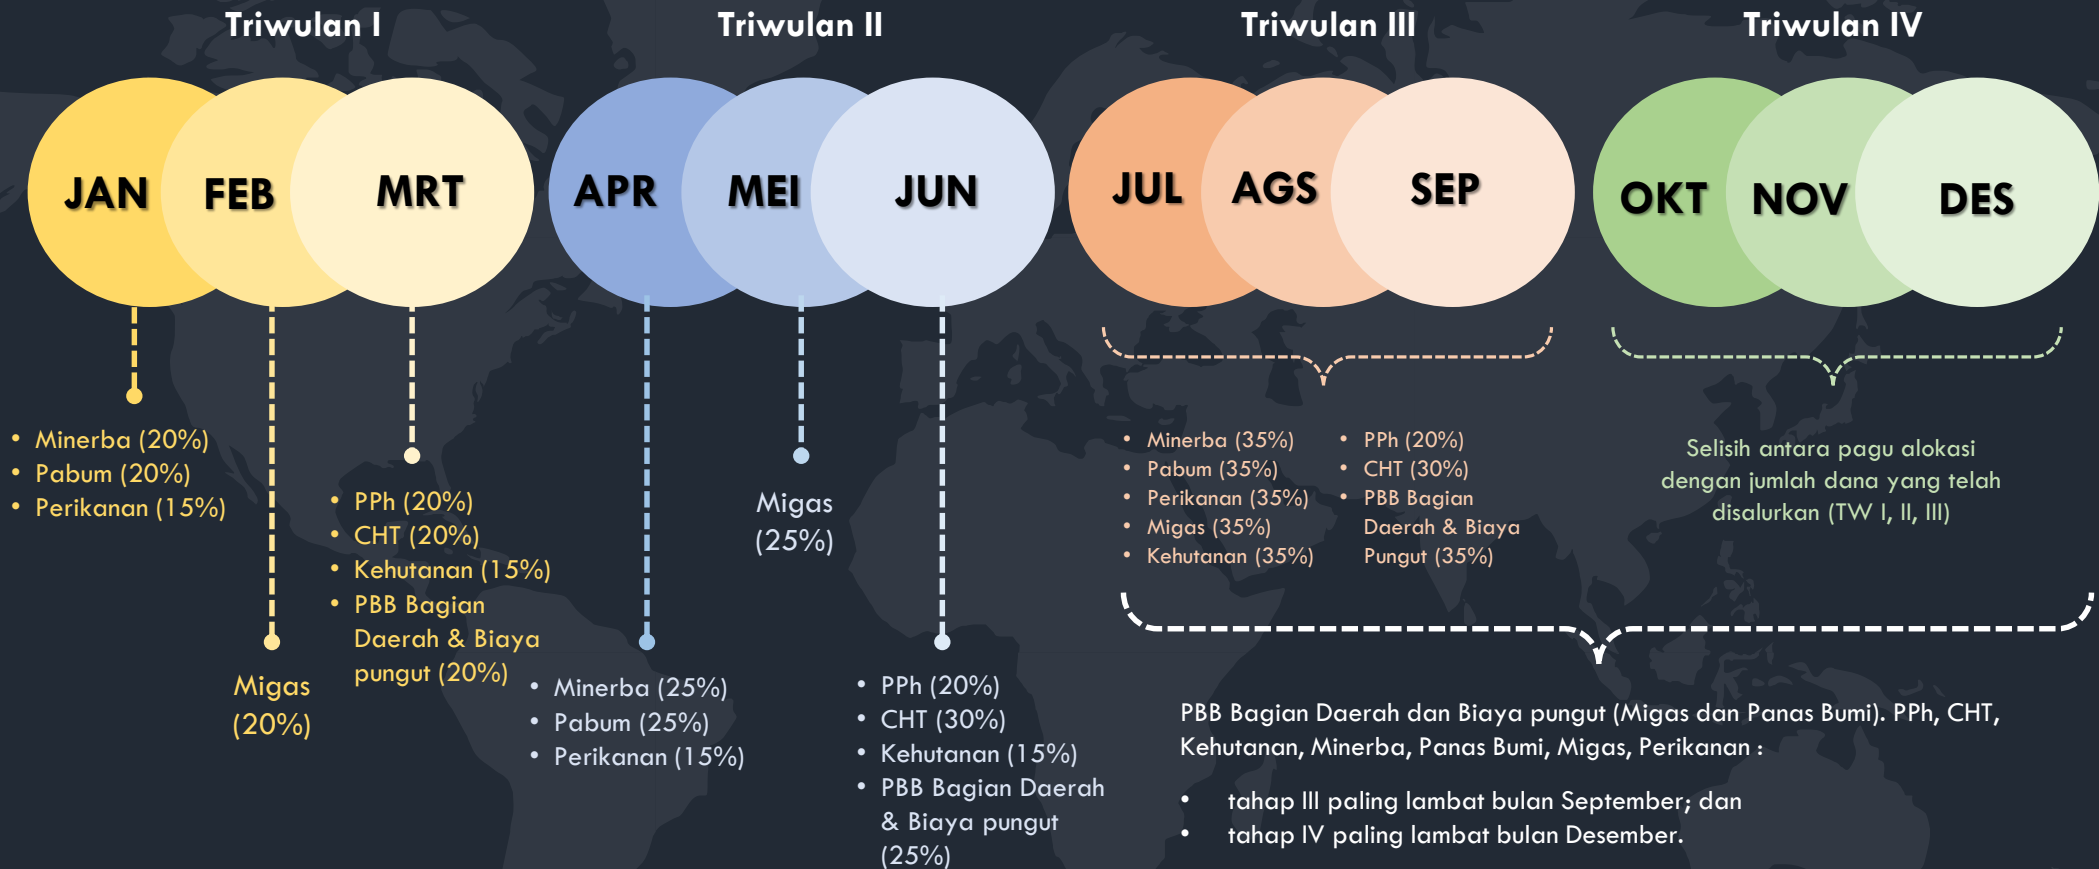 Triwulan I
Triwulan II
Triwulan III
Triwulan IV
JAN
FEB
MRT
APR
MEI
JUN
JUL
AGS
SEP
OKT
NOV
DES
• Minerba (20%)
• Pabum (20%)
• Perikanan (15%)
Migas
(20%)
• PPh (20%)
• CHT (20%)
• Kehutanan (15%)
• PBB Bagian
Daerah & Biaya
pungut (20%)
• Minerba (25%)
• Pabum (25%)
• Perikanan (15%)
Migas
(25%)
• PPh (20%)
• CHT (30%)
• Kehutanan (15%)
• PBB Bagian Daerah
& Biaya pungut
(25%)
• Minerba (35%)
• Pabum (35%)
• Perikanan (35%)
• Migas (35%)
• Kehutanan (35%)
• PPh (20%)
• CHT (30%)
• PBB Bagian
Daerah & Biaya
Pungut (35%)
Selisih antara pagu alokasi
dengan jumlah dana yang telah
disalurkan (TW I, II, III)
PBB Bagian Daerah dan Biaya pungut (Migas dan Panas Bumi). PPh, CHT,
Kehutanan, Minerba, Panas Bumi, Migas, Perikanan :
• tahap III paling lambat bulan September; dan
• tahap IV paling lambat bulan Desember.